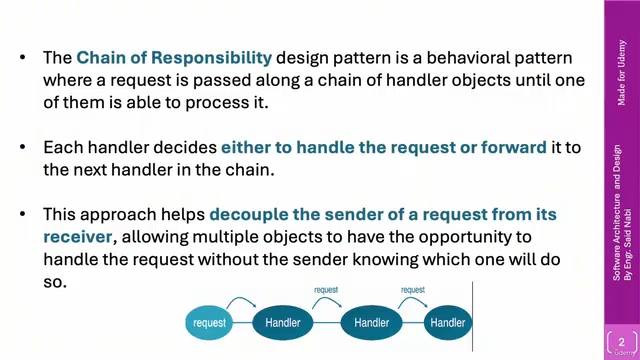 • The Chain of Responsibility design pattern is a behavioral pattern
where a request is passed along a chain of handler objects until one
of them is able to process it.
• Each handler decides either to handle the request or forward it to
the next handler in the chain.
• This approach helps decouple the sender of a request from its
receiver, allowing multiple objects to have the opportunity to
handle the request without the sender knowing which one will do
so.
request
request
request
Handler
Handler
Handler
Made for Udemy
Software Architecture and Design
By Engr. Said Nabi
2
Udemy